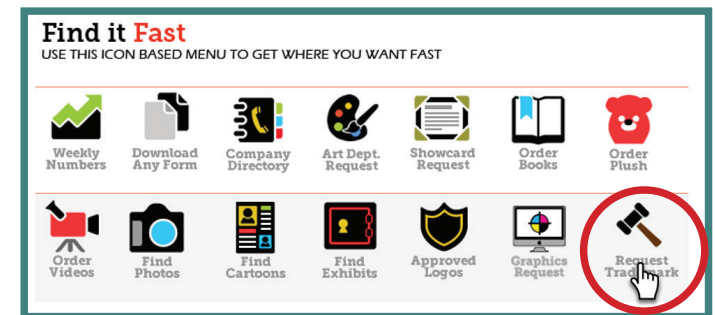 Find it Fast
USE THIS ICON BASED MENU TO GET WHERE YOU WANT FAST
Weekly Numbers
Download Any Form
Company Directory
Art Dept. Request
Showcard Request
Order Books
Order Plush
Order Videos
Find Photos
Find Cartoons
Find Exhibits
Approved Logos
Graphics Request
Request